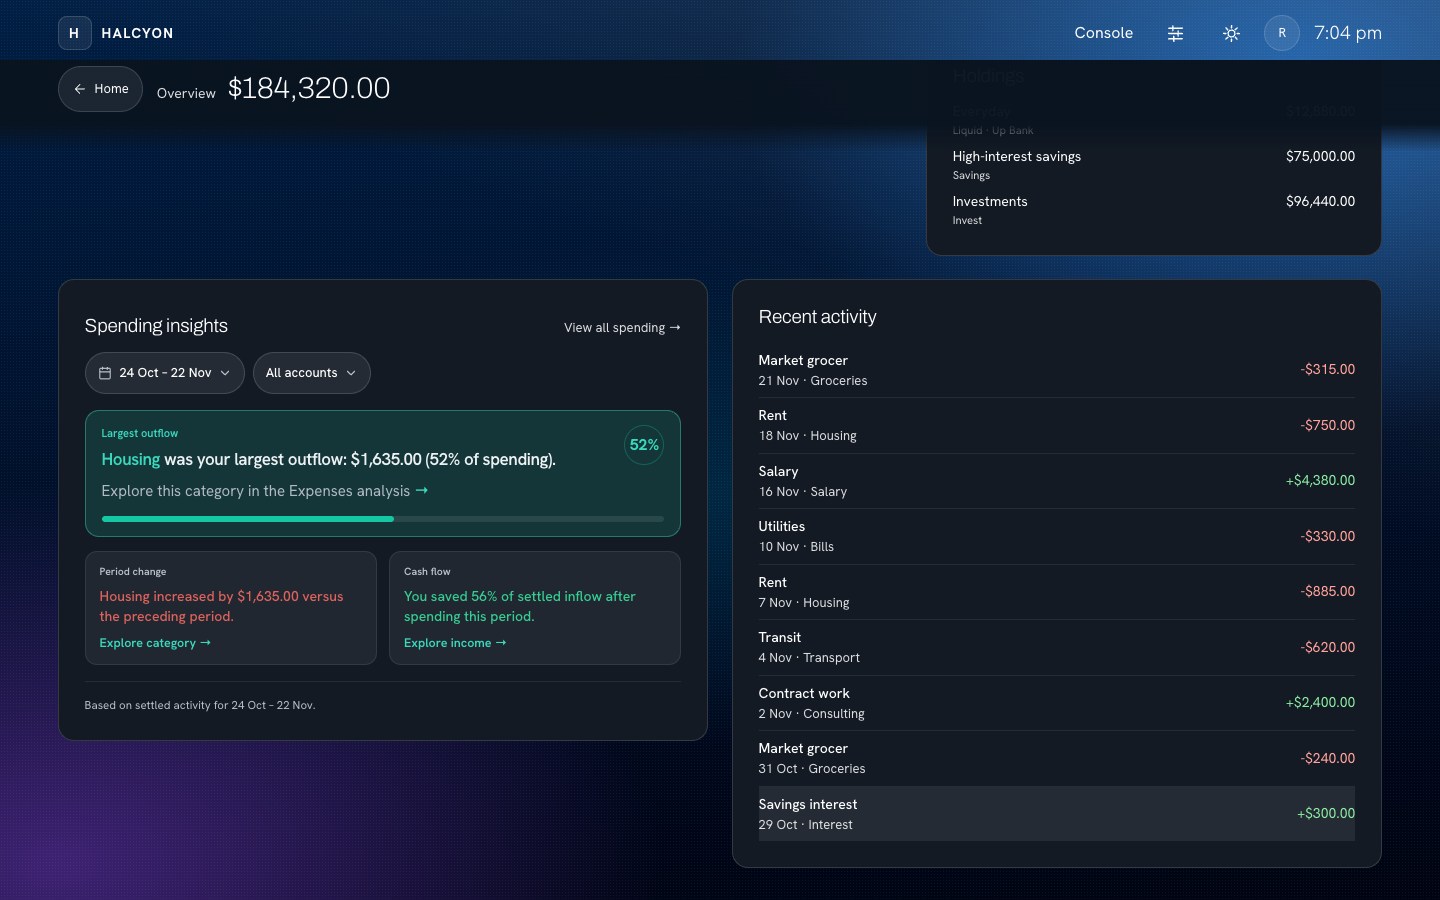 H HALCYON
Console
R
7:04 pm
← Home
Overview $184,320.00
Holdings
Everyday $12,880.00
Liquid · Up Bank
High-interest savings $75,000.00
Savings
Investments $96,440.00
Invest
Spending insights
View all spending →
24 Oct – 22 Nov
All accounts
Largest outflow
52%
Housing was your largest outflow: $1,635.00 (52% of spending).
Explore this category in the Expenses analysis →
Period change
Housing increased by $1,635.00 versus
the preceding period.
Explore category →
Cash flow
You saved 56% of settled inflow after
spending this period.
Explore income →
Based on settled activity for 24 Oct – 22 Nov.
Recent activity
Market grocer
21 Nov · Groceries
-$315.00
Rent
18 Nov · Housing
-$750.00
Salary
16 Nov · Salary
+$4,380.00
Utilities
10 Nov · Bills
-$330.00
Rent
7 Nov · Housing
-$885.00
Transit
4 Nov · Transport
-$620.00
Contract work
2 Nov · Consulting
+$2,400.00
Market grocer
31 Oct · Groceries
-$240.00
Savings interest
29 Oct · Interest
+$300.00